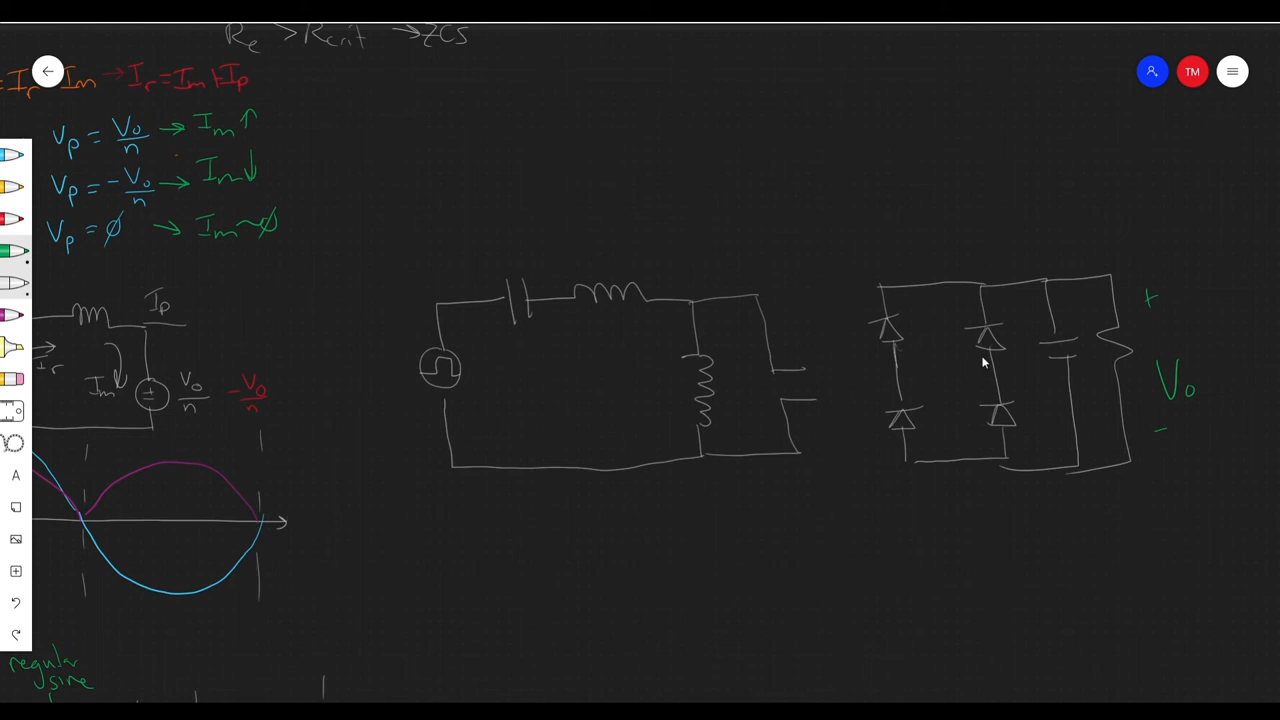 Re > Rcrit → ZCS
= Ir Im → Ir = Im + Ip
Vp = Vo/n → Im ↑
Vp = -Vo/n → Im ↓
Vp = ∅ → Im ~ ∅
Ip
Ir
Im
±
Vo/n
-Vo/n
+
Vo
-
regular
sine
TM
A